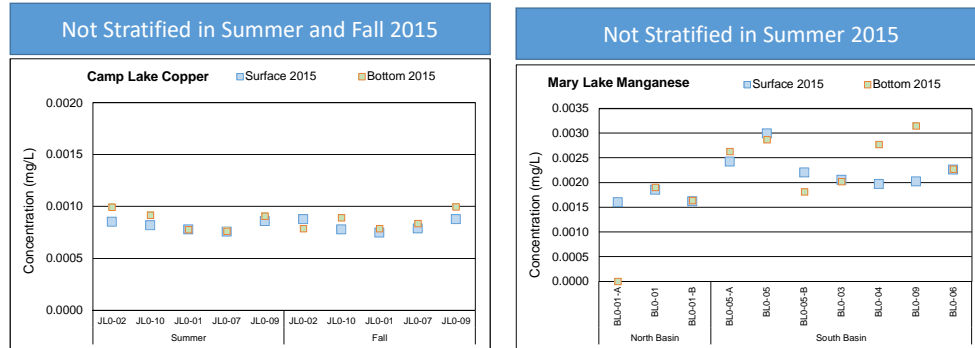 Not Stratified in Summer and Fall 2015
Camp Lake Copper
Surface 2015
Bottom 2015
Concentration (mg/L)
0.0020
0.0015
0.0010
0.0005
0.0000
JL0-02 JL0-10 JL0-01 JL0-07 JL0-09 JL0-02 JL0-10 JL0-01 JL0-07 JL0-09
Summer Fall
Not Stratified in Summer 2015
Mary Lake Manganese
Surface 2015
Bottom 2015
Concentration (mg/L)
0.0035
0.0030
0.0025
0.0020
0.0015
0.0010
0.0005
0.0000
BL0-01-A
BL0-01
BL0-01-B
BL0-05-A
BL0-05
BL0-05-B
BL0-03
BL0-04
BL0-09
BL0-06
North Basin South Basin